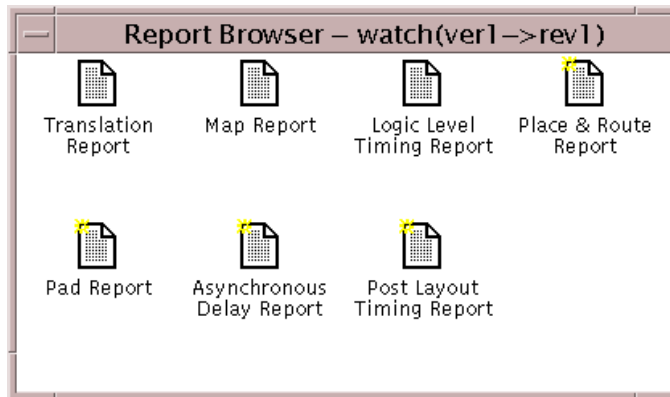 Report Browser – watch(ver1–>rev1)
Translation Report
Map Report
Logic Level Timing Report
Place & Route Report
Pad Report
Asynchronous Delay Report
Post Layout Timing Report